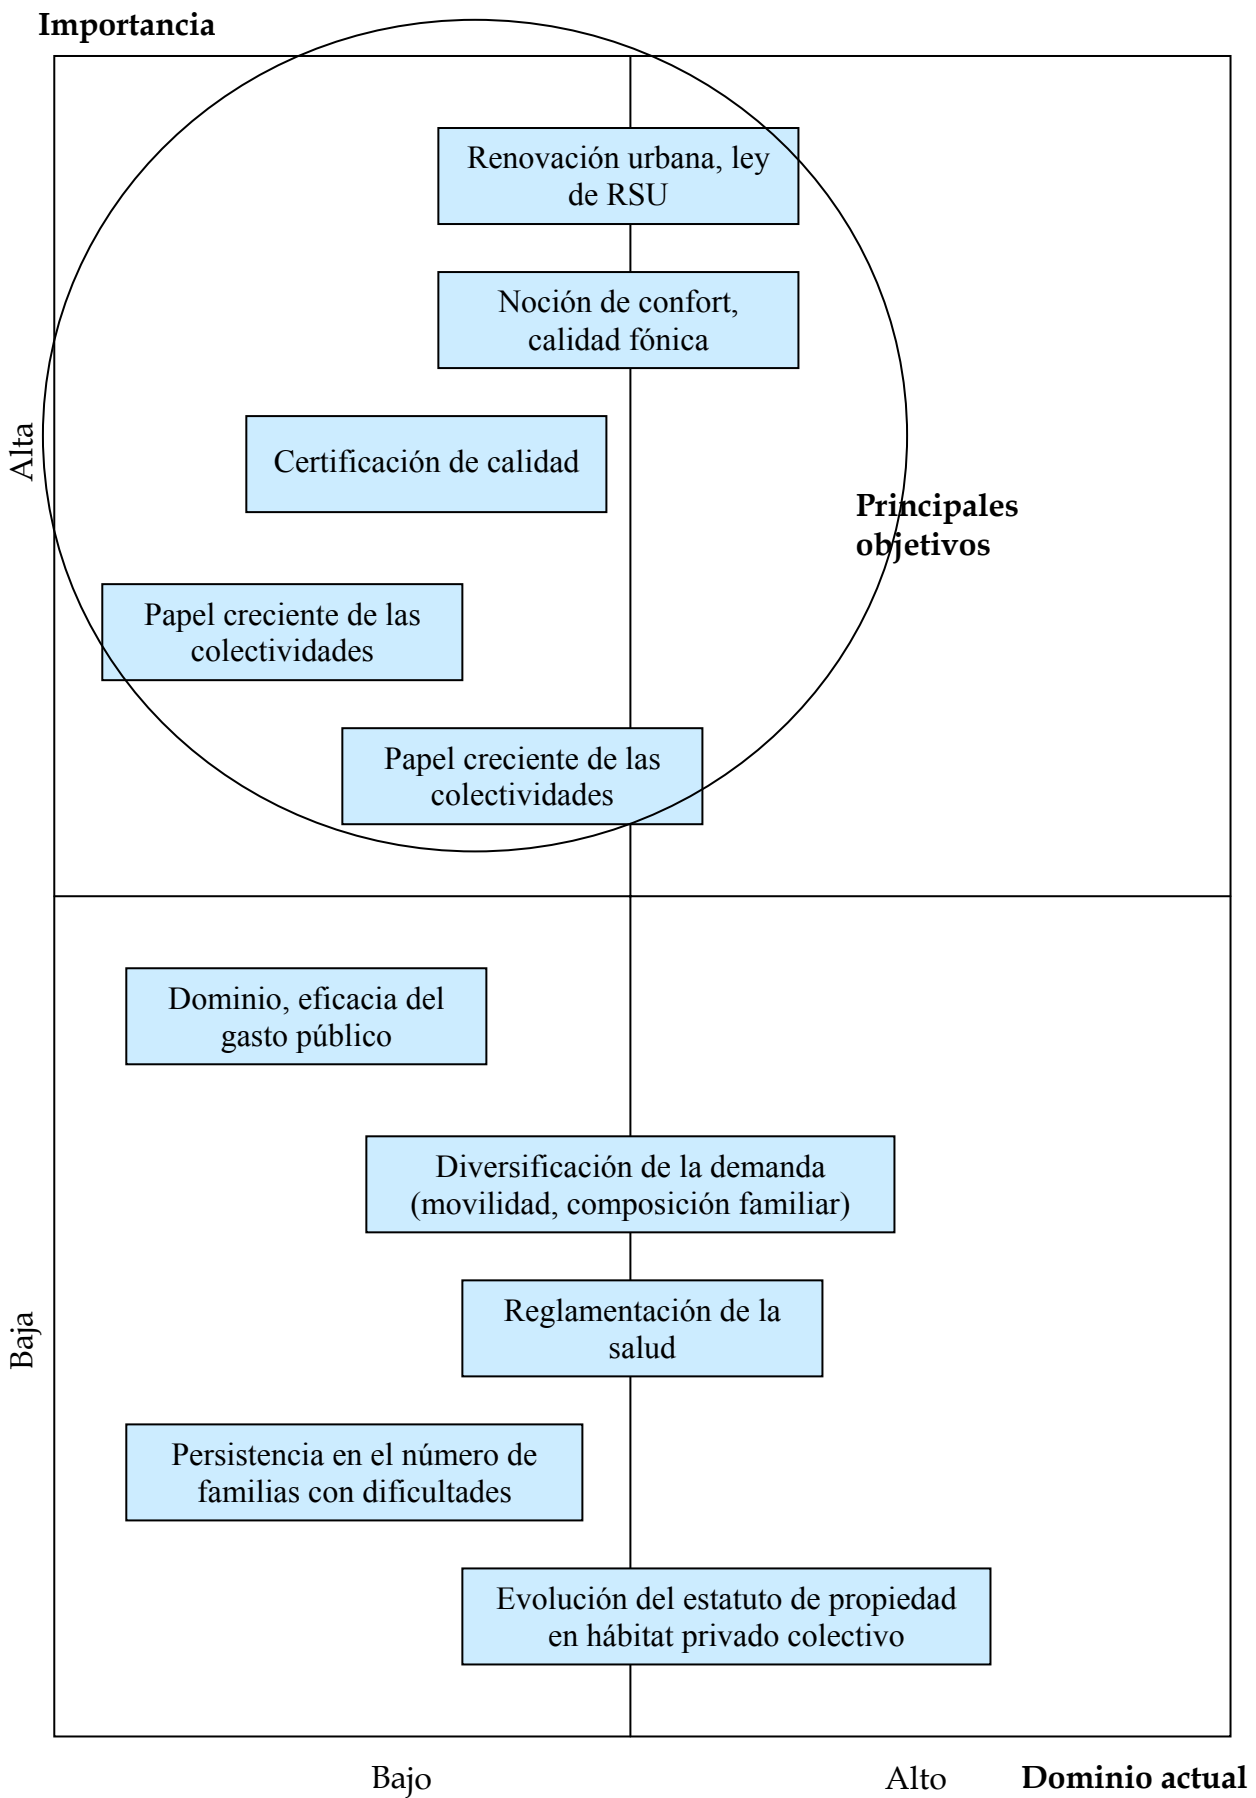 Importancia
Renovación urbana, ley
de RSU
Noción de confort,
calidad fónica
Alta
Certificación de calidad
Principales
objetivos
Papel creciente de las
colectividades
Papel creciente de las
colectividades
Dominio, eficacia del
gasto público
Diversificación de la demanda
(movilidad, composición familiar)
Baja
Reglamentación de la
salud
Persistencia en el número de
familias con dificultades
Evolución del estatuto de propiedad
en hábitat privado colectivo
Bajo
Alto
Dominio actual